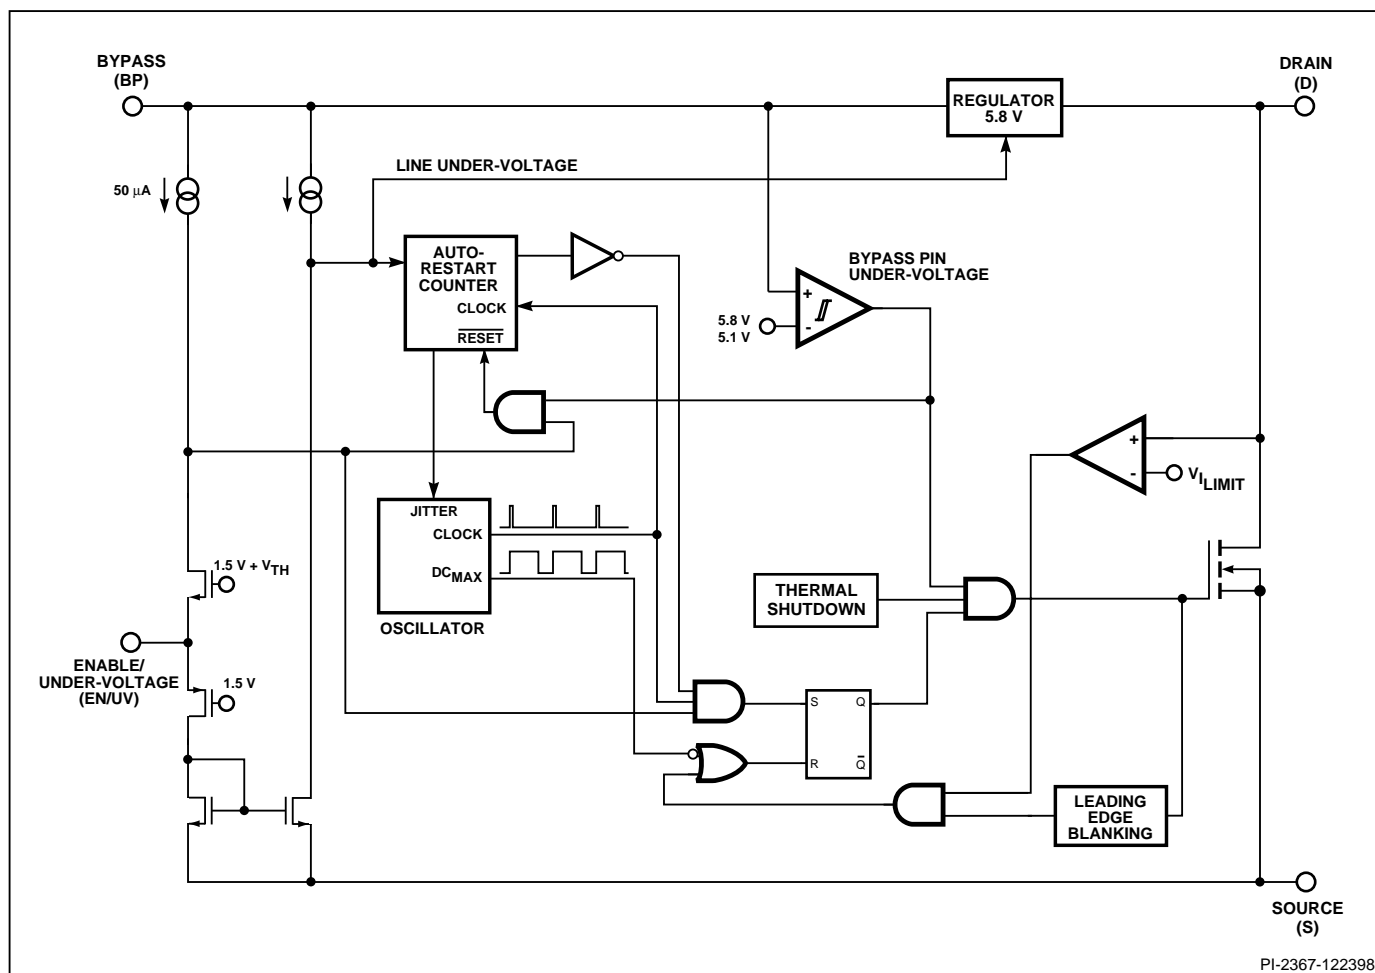 BYPASS
(BP)
DRAIN
(D)
REGULATOR
5.8 V
LINE UNDER-VOLTAGE
50 μA
AUTO-
RESTART
COUNTER
CLOCK
RESET
BYPASS PIN
UNDER-VOLTAGE
+
5.8 V
5.1 V
-
+
-
VILIMIT
JITTER
CLOCK
DCMAX
OSCILLATOR
1.5 V + VTH
THERMAL
SHUTDOWN
ENABLE/
UNDER-VOLTAGE
(EN/UV)
1.5 V
S Q
R Q̅
LEADING
EDGE
BLANKING
SOURCE
(S)
PI-2367-122398